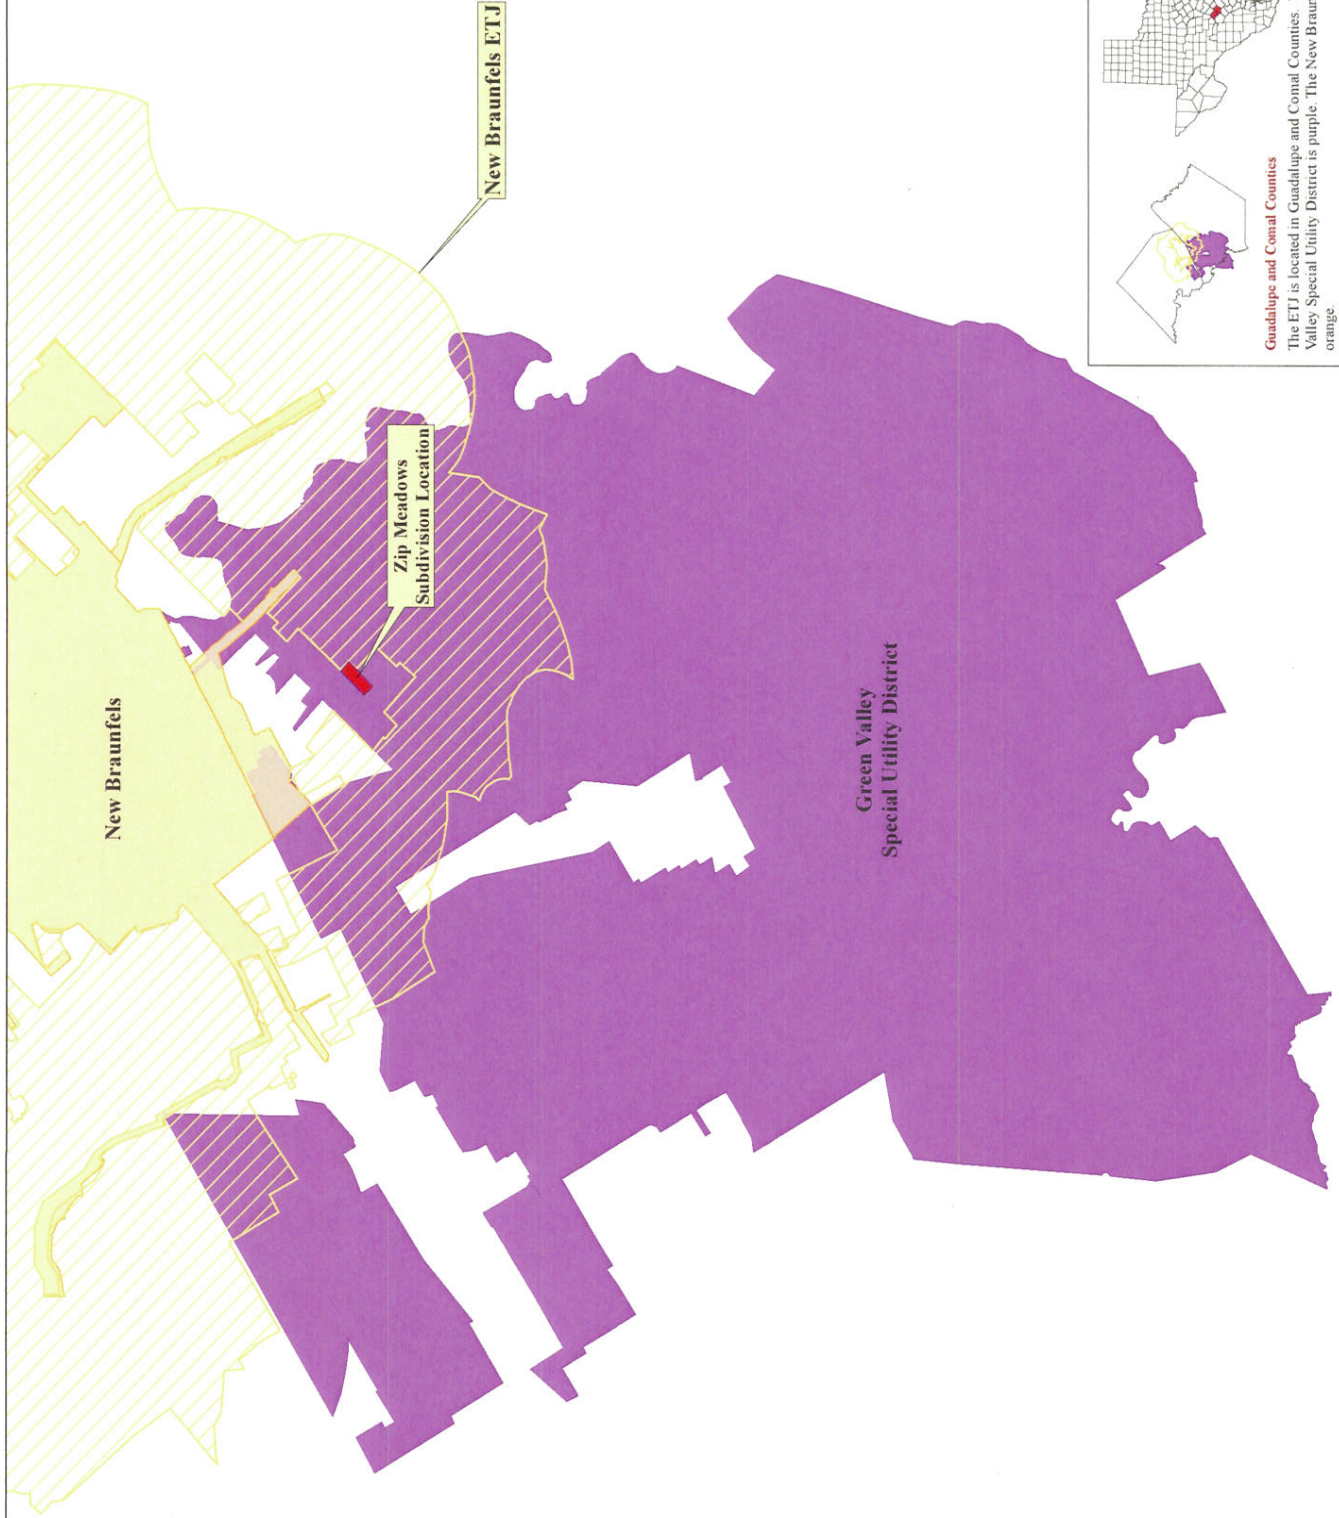 New Braunfels
Zip Meadows
Subdivision Location
New Braunfels ETJ
Green Valley
Special Utility District
Guadalupe and Comal Counties
The ETJ is located in Guadalupe and Comal Counties.
Valley Special Utility District is purple. The New Braun
orange.